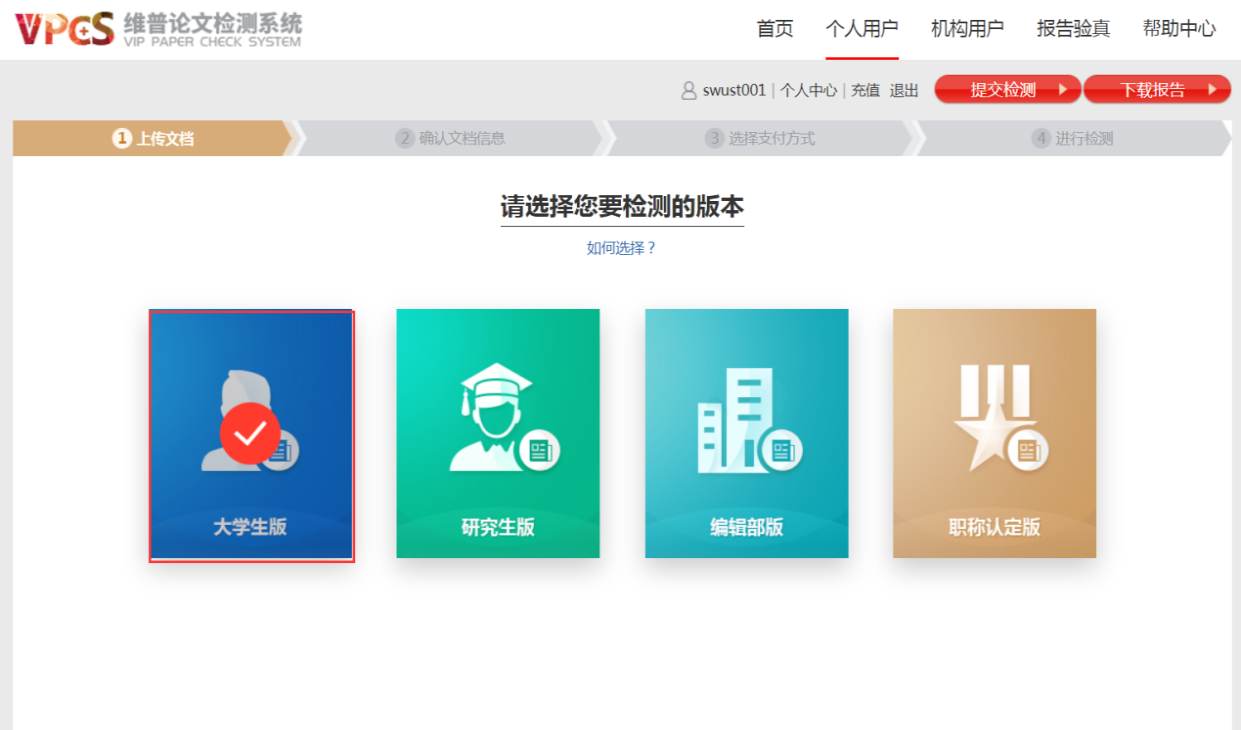 VPCS 维普论文检测系统
VIP PAPER CHECK SYSTEM
首页 个人用户 机构用户 报告验真 帮助中心
swust001 | 个人中心 | 充值 退出 提交检测 下载报告
1 上传文档 2 确认文档信息 3 选择支付方式 4 进行检测
请选择您要检测的版本
如何选择？
大学生版 研究生版 编辑部版 职称认定版